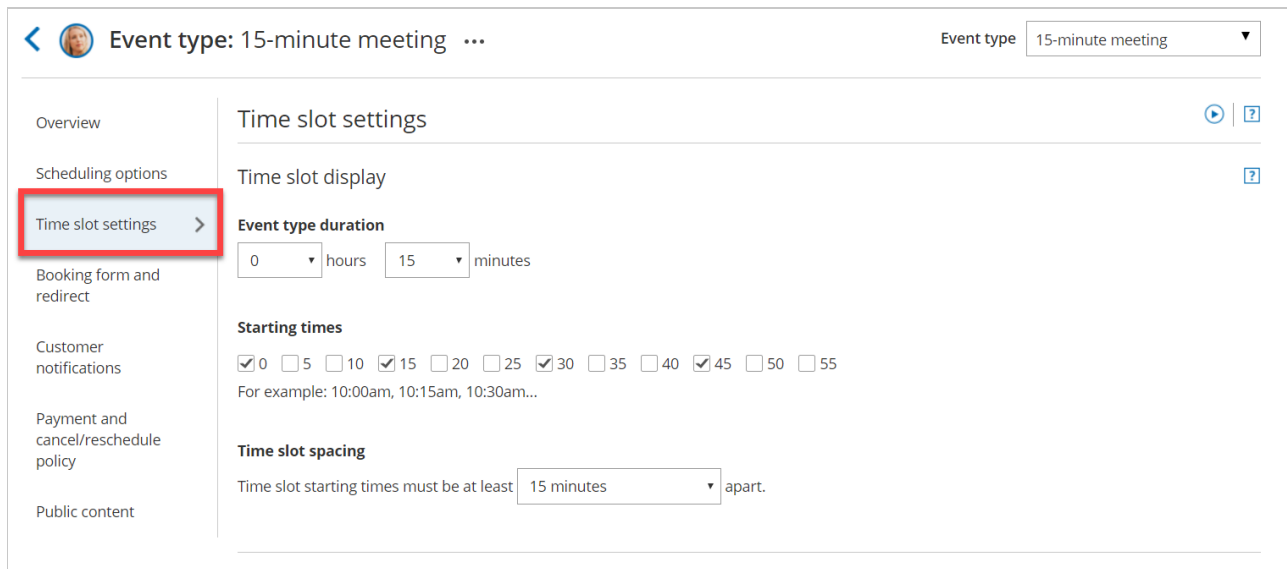 Event type: 15-minute meeting ...
Event type 15-minute meeting
Overview
Scheduling options
Time slot settings
Booking form and
redirect
Customer
notifications
Payment and
cancel/reschedule
policy
Public content
Time slot settings
?
Time slot display
?
Event type duration
0 hours 15 minutes
Starting times
0 5 10 15 20 25 30 35 40 45 50 55
For example: 10:00am, 10:15am, 10:30am...
Time slot spacing
Time slot starting times must be at least 15 minutes apart.